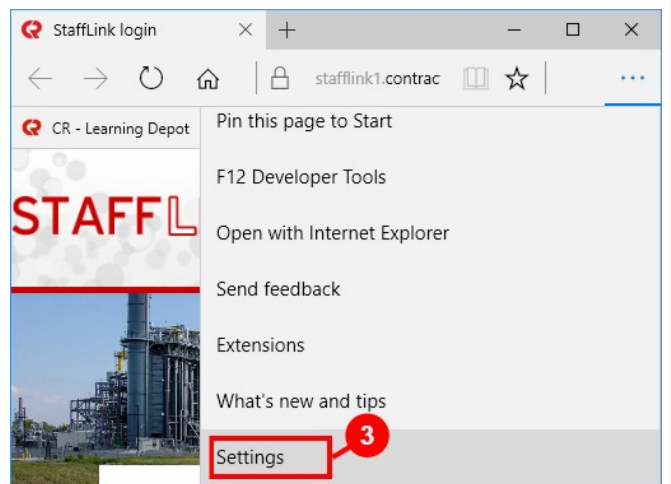 StaffLink login
stafflink1.contrac
CR - Learning Depot
Pin this page to Start
F12 Developer Tools
STAFFL
Open with Internet Explorer
Send feedback
Extensions
What's new and tips
3
Settings